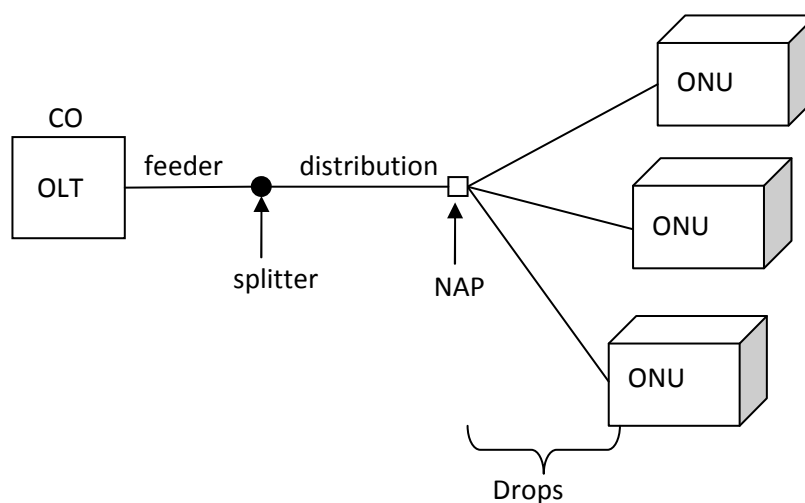 ONU
CO
OLT
feeder
distribution
ONU
splitter
NAP
ONU
Drops